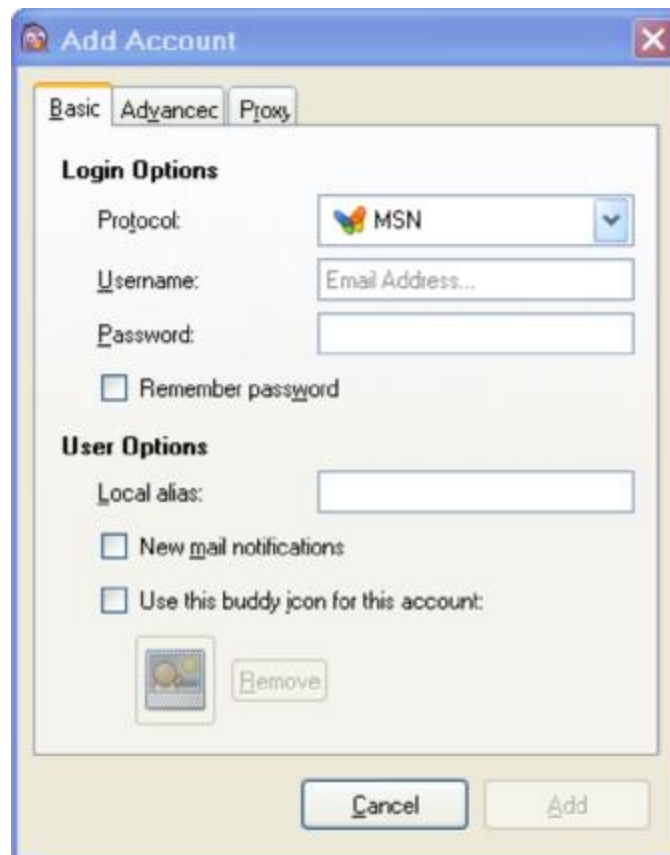 Add Account
Basic Advancec Proxy
Login Options
Protocol: MSN
Username: Email Address...
Password:
Remember password
User Options
Local alias:
New mail notifications
Use this buddy icon for this account:
Remove
Cancel Add